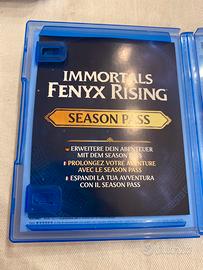 IMMORTALS
FENYX RISING
SEASON PASS
• ERWEITERE DEIN ABENTEUER
MIT DEM SEASON PASS
• PROLONGEZ VOTRE AVENTURE
AVEC LE SEASON PASS
• ESPANDI LA TUA AVVENTURA
CON IL SEASON PASS